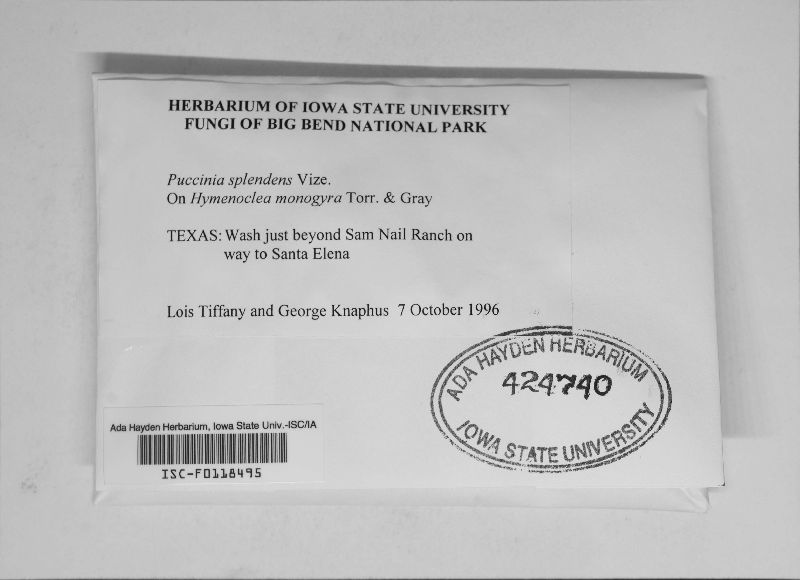 HERBARIUM OF IOWA STATE UNIVERSITY
FUNGI OF BIG BEND NATIONAL PARK
Puccinia splendens Vize.
On Hymenoclea monogyra Torr. & Gray
TEXAS: Wash just beyond Sam Nail Ranch on
way to Santa Elena
Lois Tiffany and George Knaphus 7 October 1996
ADA HAYDEN HERBARIUM
424740
IOWA STATE UNIVERSITY
Ada Hayden Herbarium, Iowa State Univ.-ISC/IA
ISC-F0118495